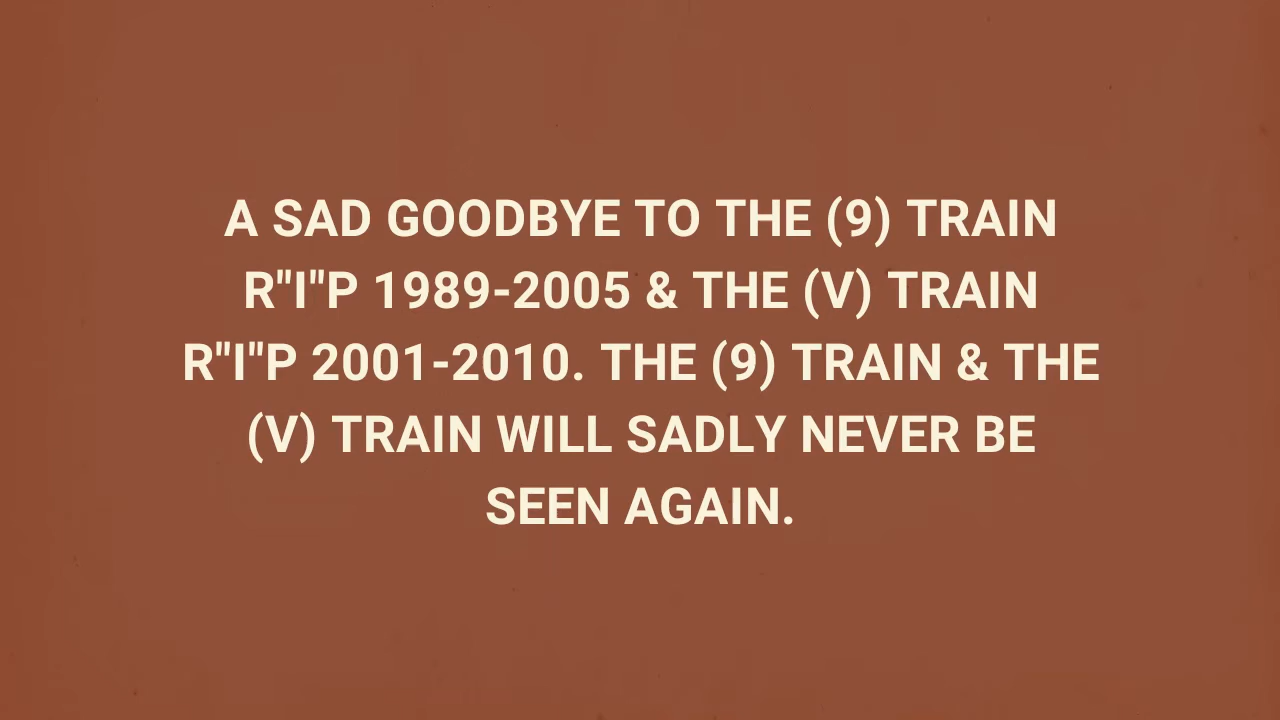 A SAD GOODBYE TO THE (9) TRAIN
R"I"P 1989-2005 & THE (V) TRAIN
R"I"P 2001-2010. THE (9) TRAIN & THE
(V) TRAIN WILL SADLY NEVER BE
SEEN AGAIN.